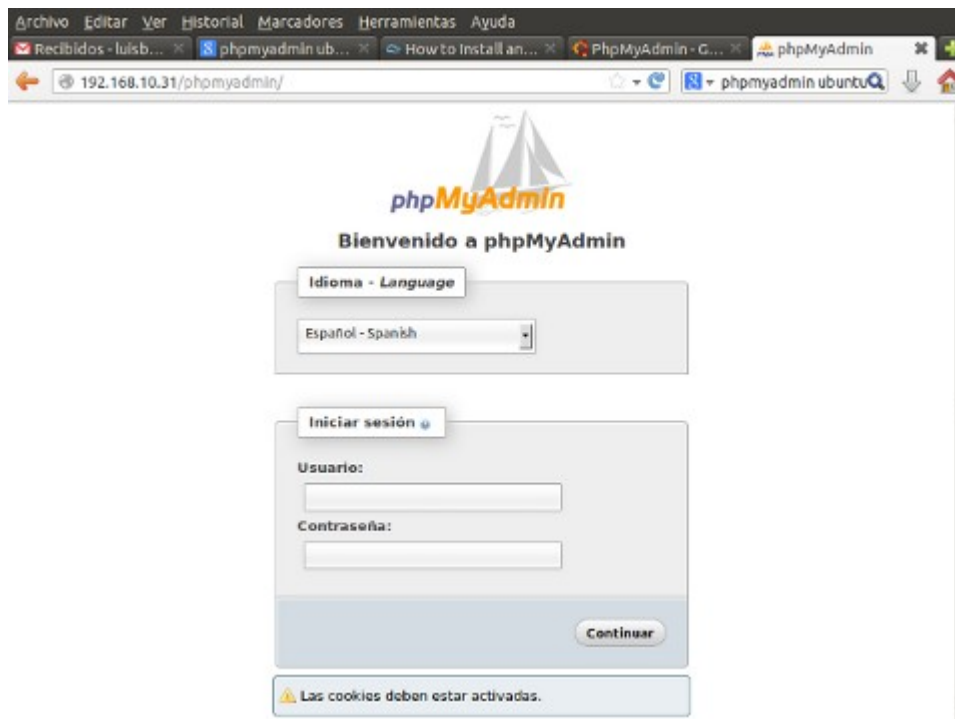 Archivo Editar Ver Historial Marcadores Herramientas Ayuda
Recibidos - luisb... phpmyadmin ub... How to Install an... PhpMyAdmin - G... phpMyAdmin
192.168.10.31/phpmyadmin/ phpmyadmin ubuntu
phpMyAdmin
Bienvenido a phpMyAdmin
Idioma - Language
Español - Spanish
Iniciar sesión
Usuario:
Contraseña:
Continuar
Las cookies deben estar activadas.